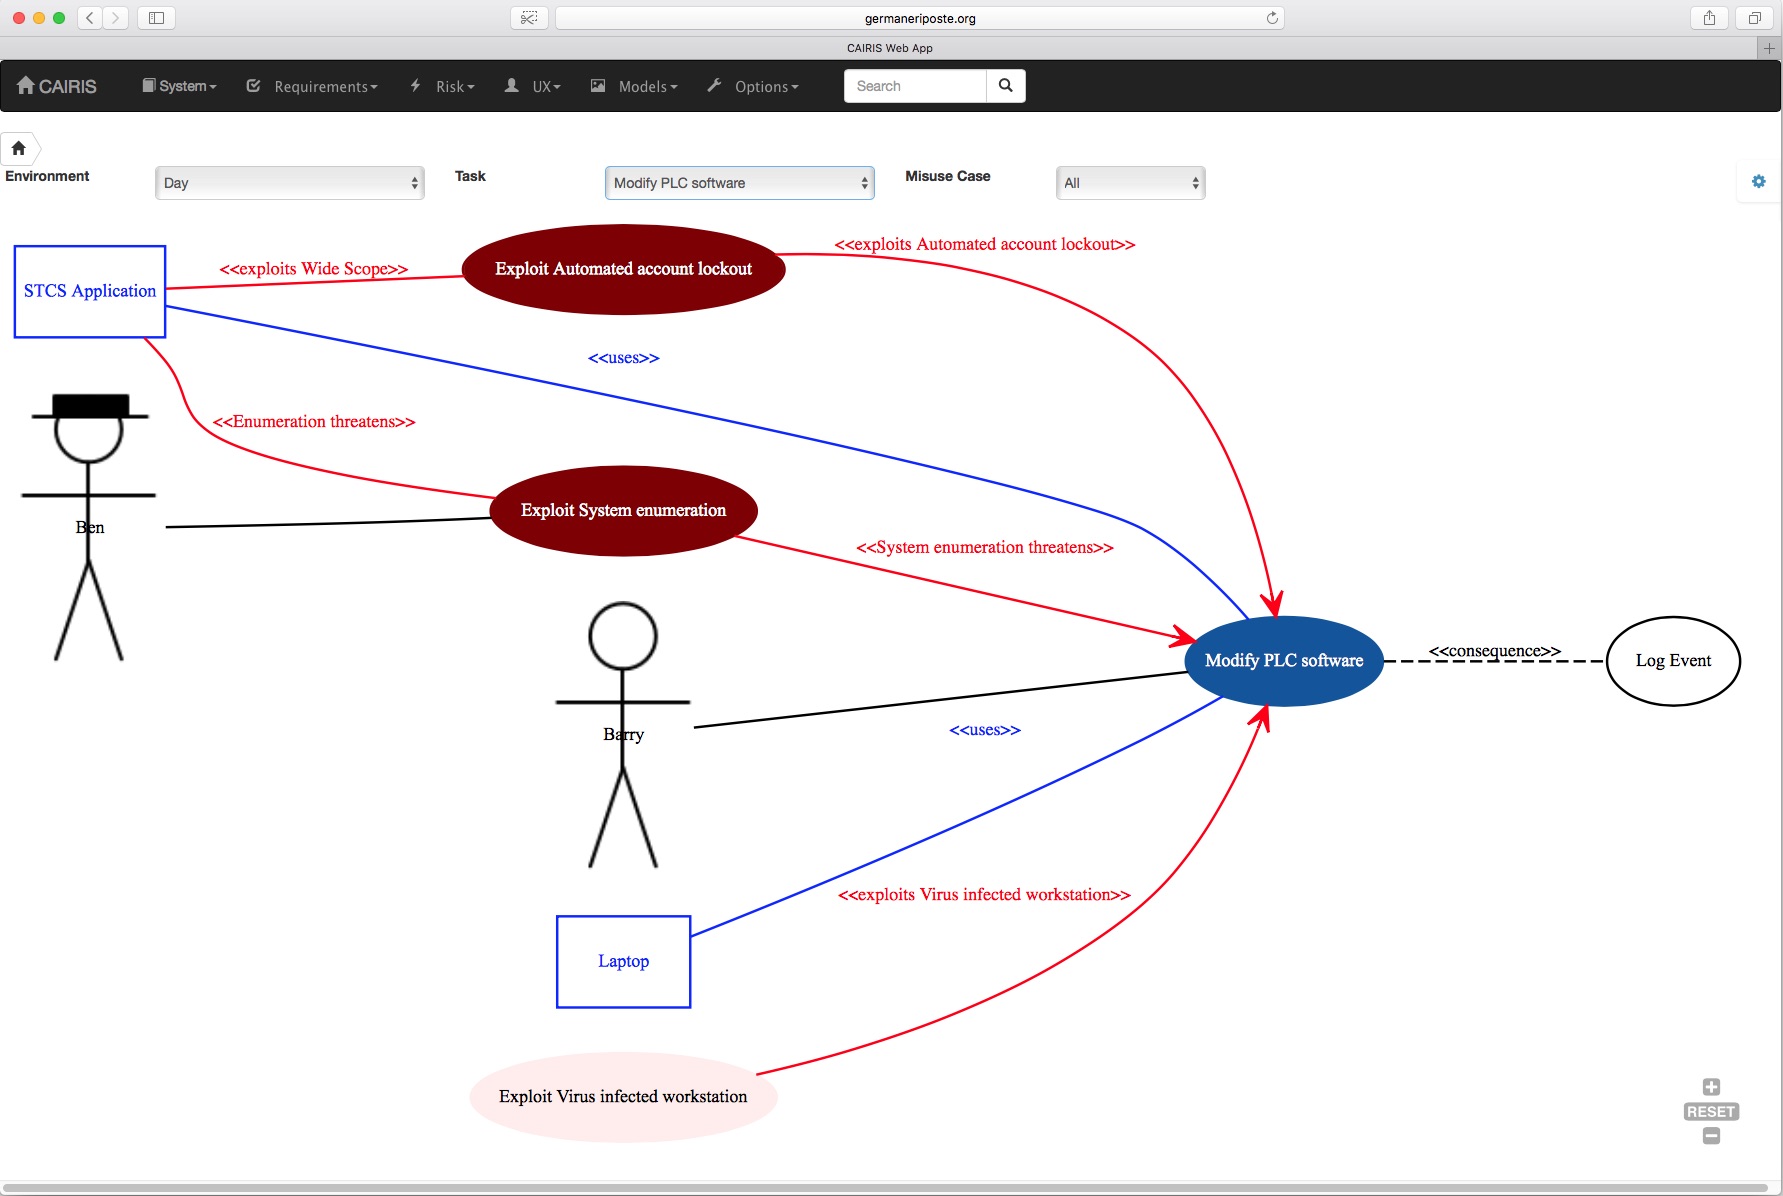 germaneriposte.org
CAIRIS Web App
CAIRIS System Requirements Risk UX Models Options Search
Environment Day Task Modify PLC software Misuse Case All
<<exploits Automated account lockout>>
<<exploits Wide Scope>>
Exploit Automated account lockout
STCS Application
<<uses>>
<<Enumeration threatens>>
Exploit System enumeration
Ben
<<System enumeration threatens>>
<<consequence>>
Modify PLC software
Log Event
<<uses>>
Barry
<<exploits Virus infected workstation>>
Laptop
Exploit Virus infected workstation
RESET